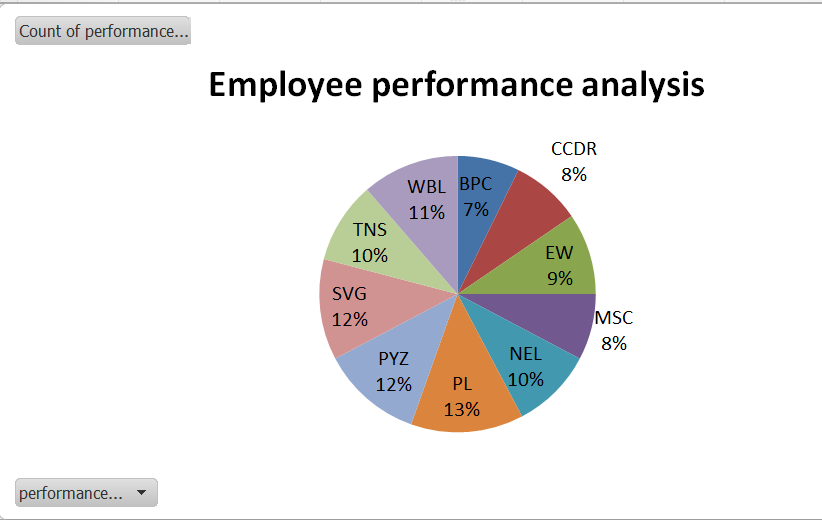 Count of performance...
Employee performance analysis
CCDR
8%
WBL
11%
BPC
7%
TNS
10%
EW
9%
SVG
12%
MSC
8%
PYZ
12%
NEL
10%
PL
13%
performance...